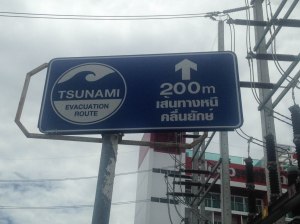 TSUNAMI
EVACUATION
ROUTE
200m
เส้นทางหนี
คลื่นยักษ์